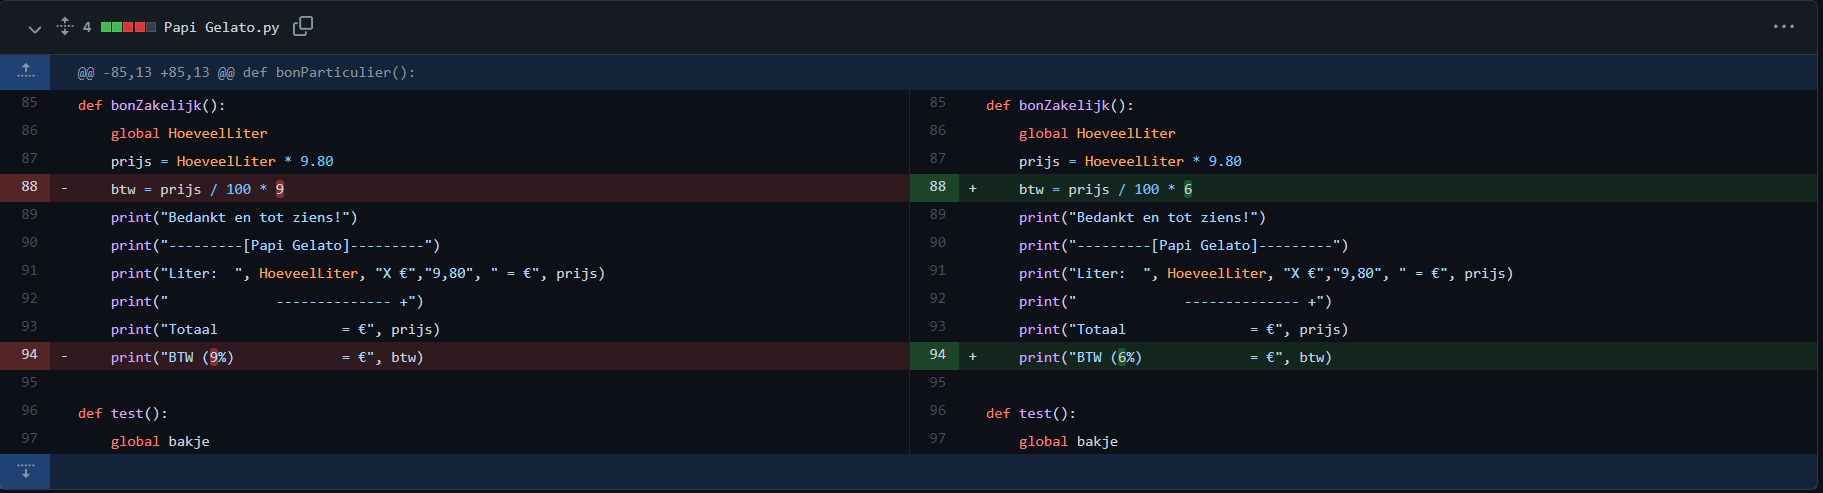 4 Papi Gelato.py
@@ -85,13 +85,13 @@ def bonParticulier():
85 def bonZakelijk():
86 global HoeveelLiter
87 prijs = HoeveelLiter * 9.80
88 - btw = prijs / 100 * 9
89 print("Bedankt en tot ziens!")
90 print("---------[Papi Gelato]---------")
91 print("Liter:  ", HoeveelLiter, "X €","9,80", " = €", prijs)
92 print("             -------------- +")
93 print("Totaal               = €", prijs)
94 - print("BTW (9%)             = €", btw)
95
96 def test():
97 global bakje
85 def bonZakelijk():
86 global HoeveelLiter
87 prijs = HoeveelLiter * 9.80
88 + btw = prijs / 100 * 6
89 print("Bedankt en tot ziens!")
90 print("---------[Papi Gelato]---------")
91 print("Liter:  ", HoeveelLiter, "X €","9,80", " = €", prijs)
92 print("             -------------- +")
93 print("Totaal               = €", prijs)
94 + print("BTW (6%)             = €", btw)
95
96 def test():
97 global bakje